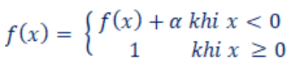 f(x) = { f(x) + α khi x < 0
1 khi x ≥ 0